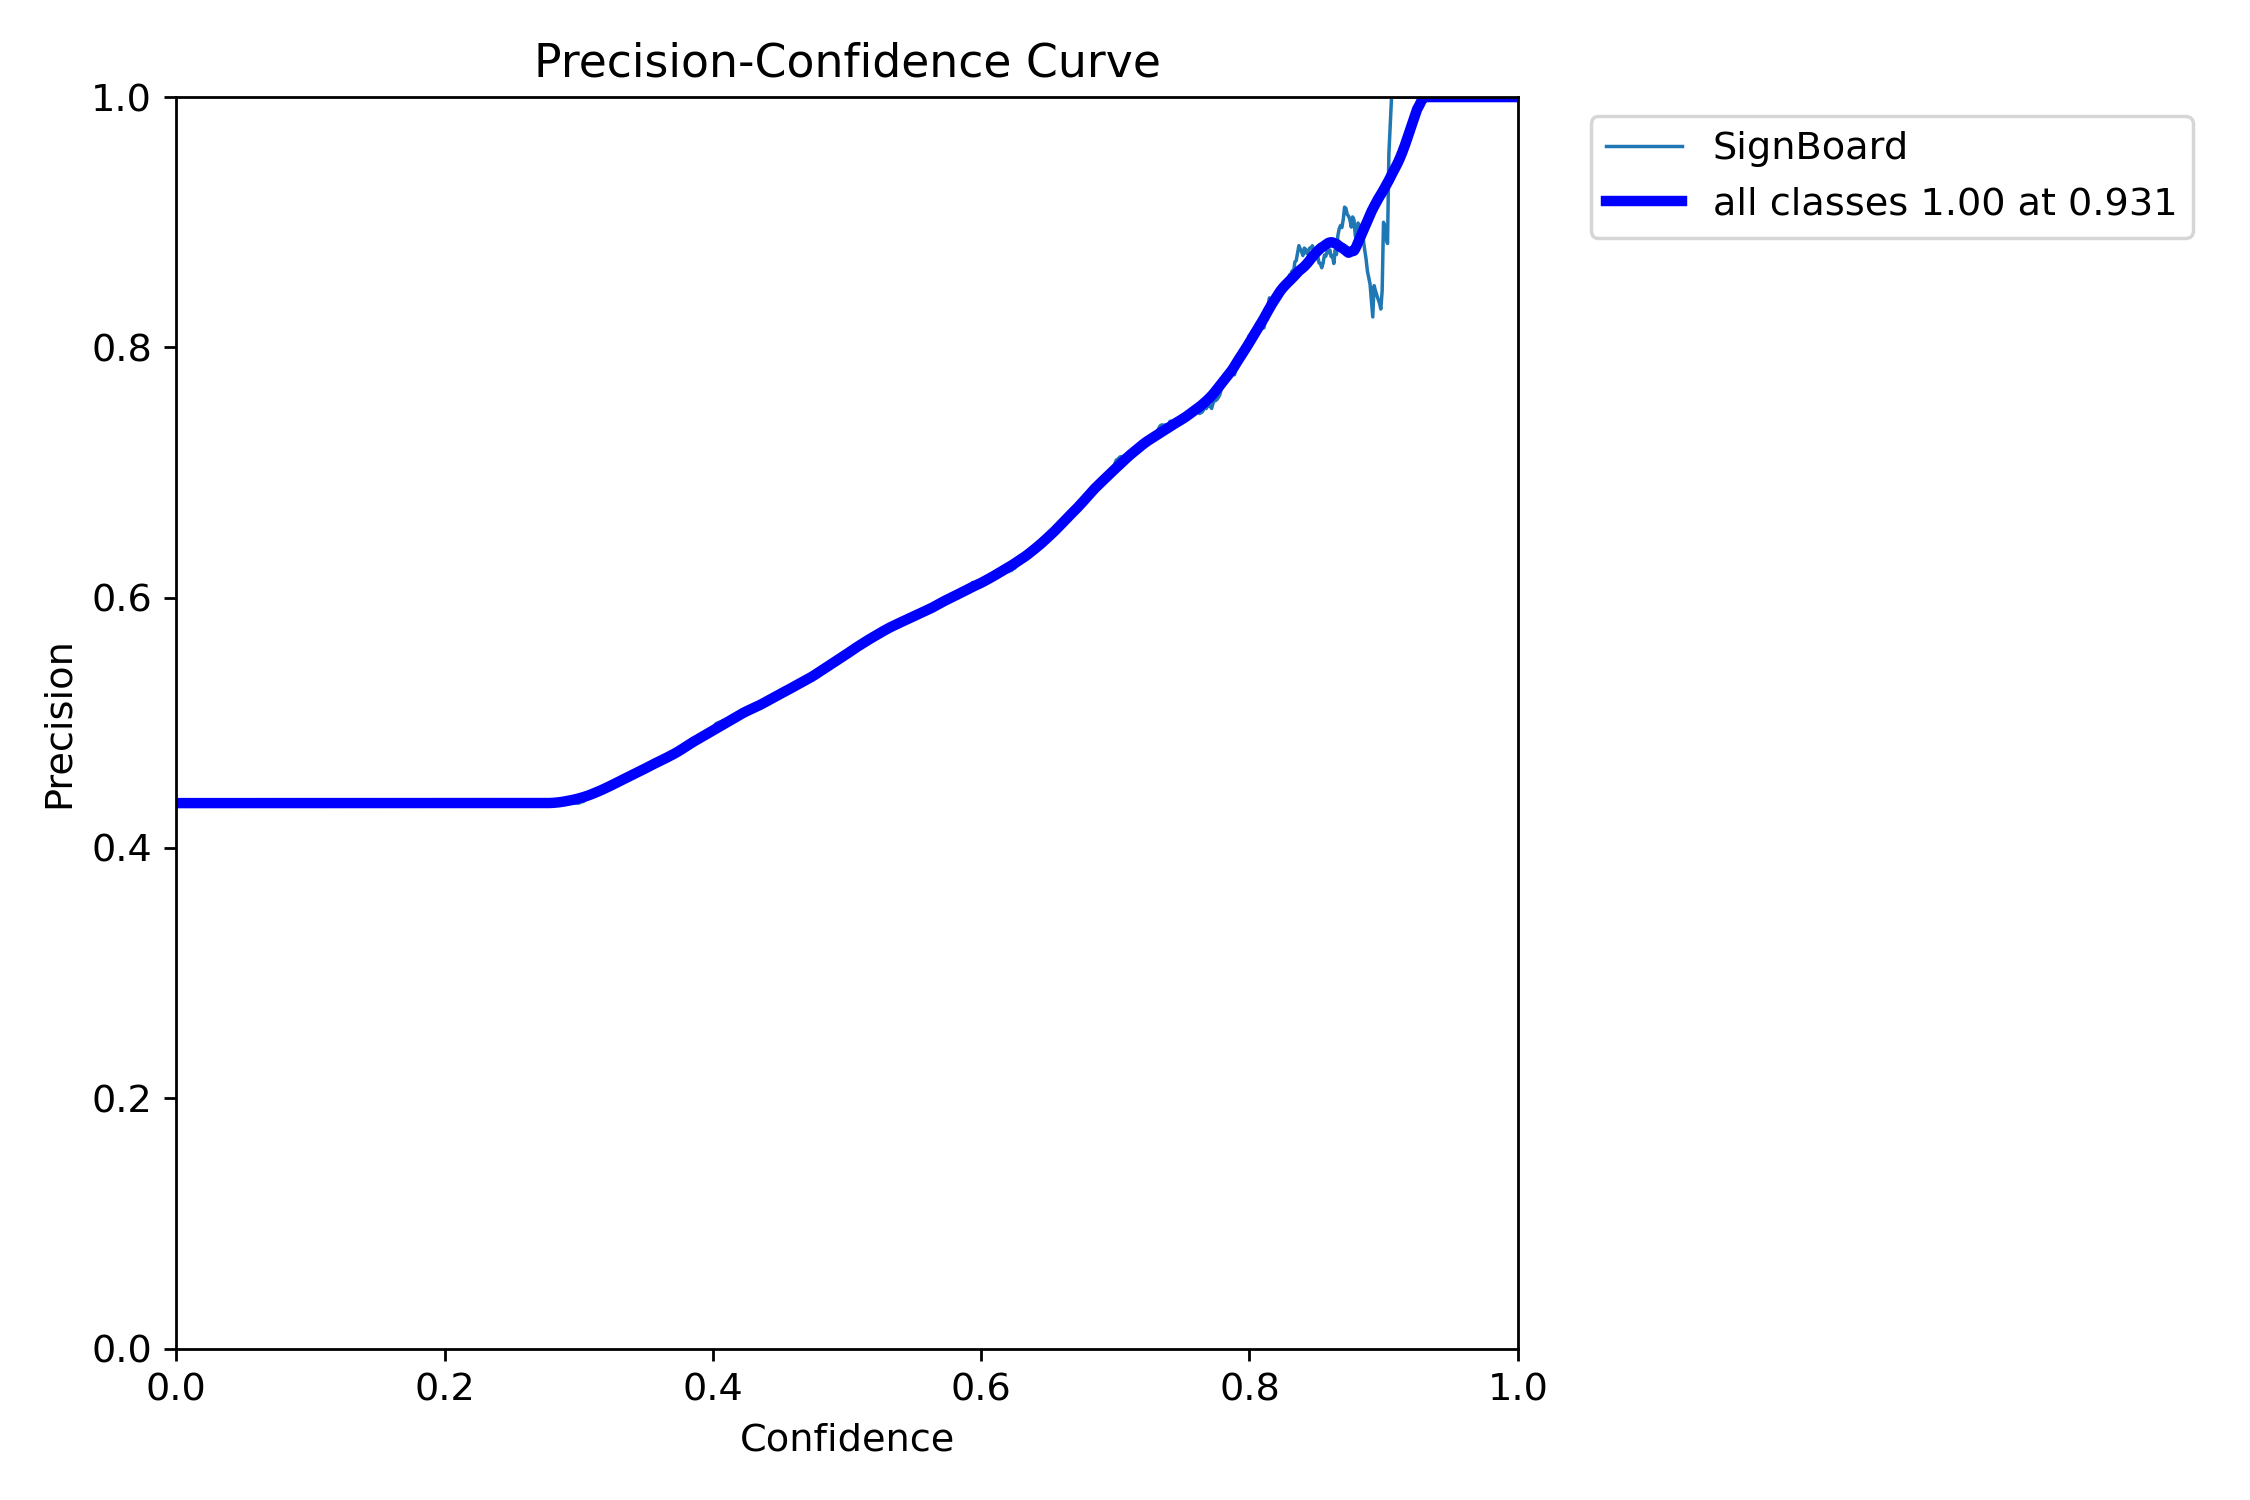 Precision-Confidence Curve
1.0
0.8
0.6
0.4
0.2
0.0
Precision
0.0 0.2 0.4 0.6 0.8 1.0
Confidence
SignBoard
all classes 1.00 at 0.931